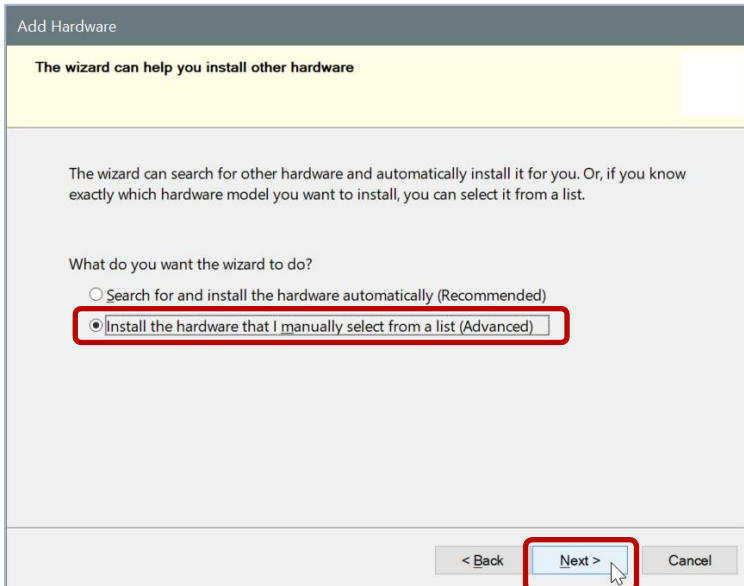 Add Hardware
The wizard can help you install other hardware
The wizard can search for other hardware and automatically install it for you. Or, if you know
exactly which hardware model you want to install, you can select it from a list.
What do you want the wizard to do?
Search for and install the hardware automatically (Recommended)
Install the hardware that I manually select from a list (Advanced)
< Back Next > Cancel